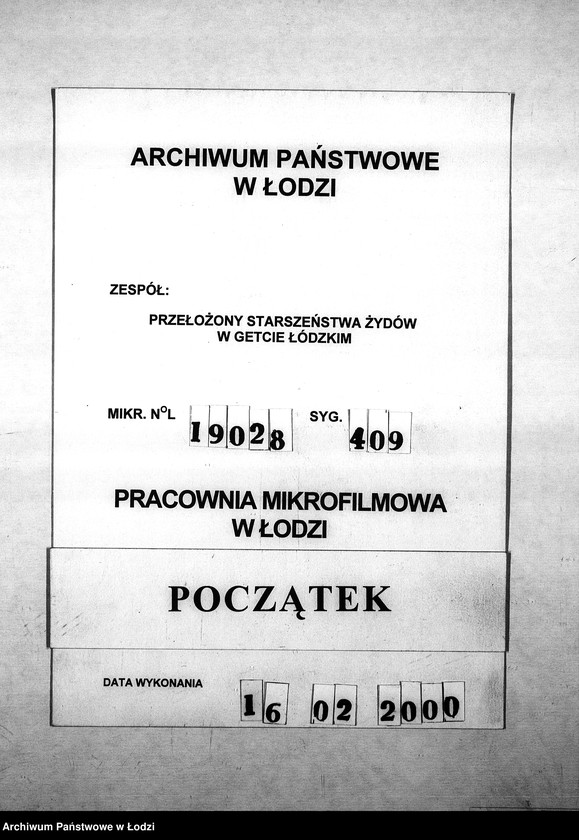 ARCHIWUM PAŃSTWOWE
W ŁODZI
ZESPÓŁ:
PRZEŁOŻONY STARSZEŃSTWA ŻYDÓW
W GETCIE ŁÓDZKIM
MIKR. NOL 19028 SYG. 409
PRACOWNIA MIKROFILMOWA
W ŁODZI
POCZĄTEK
DATA WYKONANIA 16 02 2000
Archiwum Państwowe w Łodzi